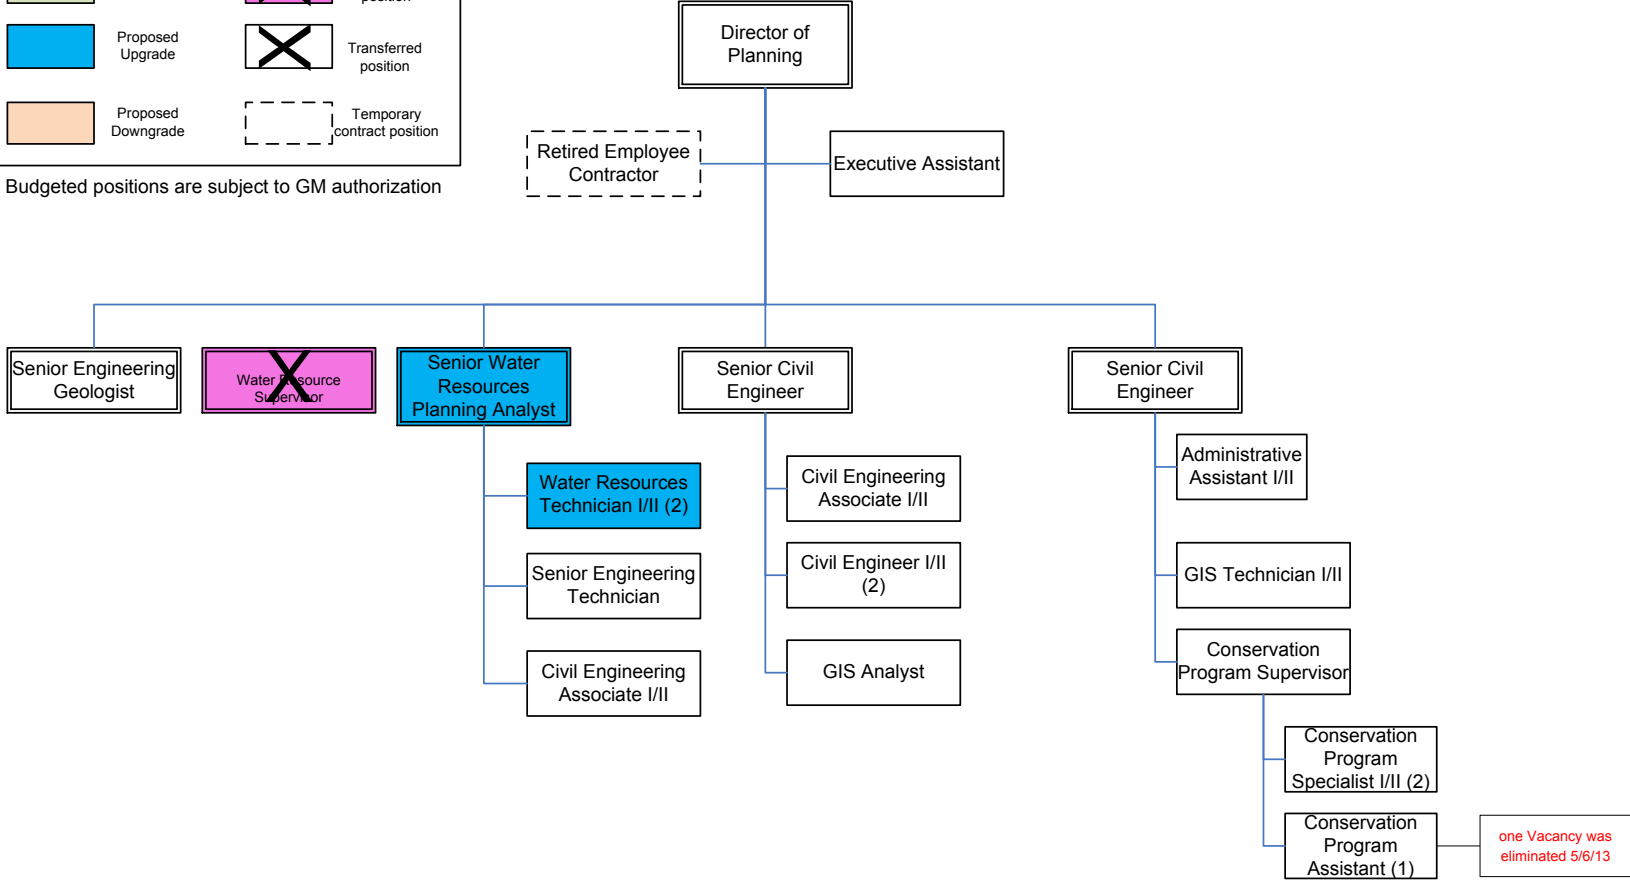 position
Proposed
Upgrade
Transferred
position
Proposed
Downgrade
Temporary
contract position
Budgeted positions are subject to GM authorization
Director of
Planning
Retired Employee
Contractor
Executive Assistant
Senior Engineering
Geologist
Water Resource
Supervisor
Senior Water
Resources
Planning Analyst
Senior Civil
Engineer
Senior Civil
Engineer
Water Resources
Technician I/II (2)
Senior Engineering
Technician
Civil Engineering
Associate I/II
Civil Engineering
Associate I/II
Civil Engineer I/II
(2)
GIS Analyst
Administrative
Assistant I/II
GIS Technician I/II
Conservation
Program Supervisor
Conservation
Program
Specialist I/II (2)
Conservation
Program
Assistant (1)
one Vacancy was
eliminated 5/6/13